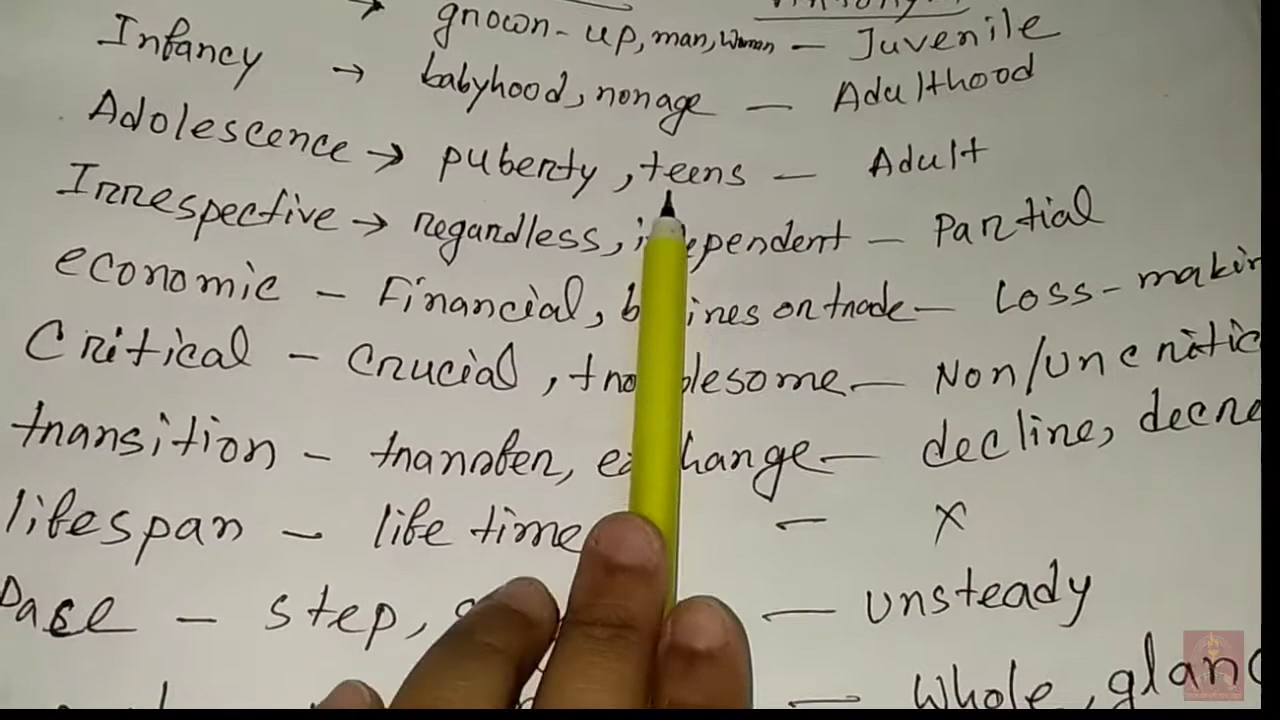 grown-up, man, woman – Juvenile
Infancy → babyhood, nonage – Adulthood
Adolescence → puberty, teens – Adult
Irrespective → regardless, – Partial
economic – Financial, – Loss-
Critical – crucial, – Non/
transition – transfer, – decline,
lifespan – life time – x
Pace – step, – unsteady
– whole,